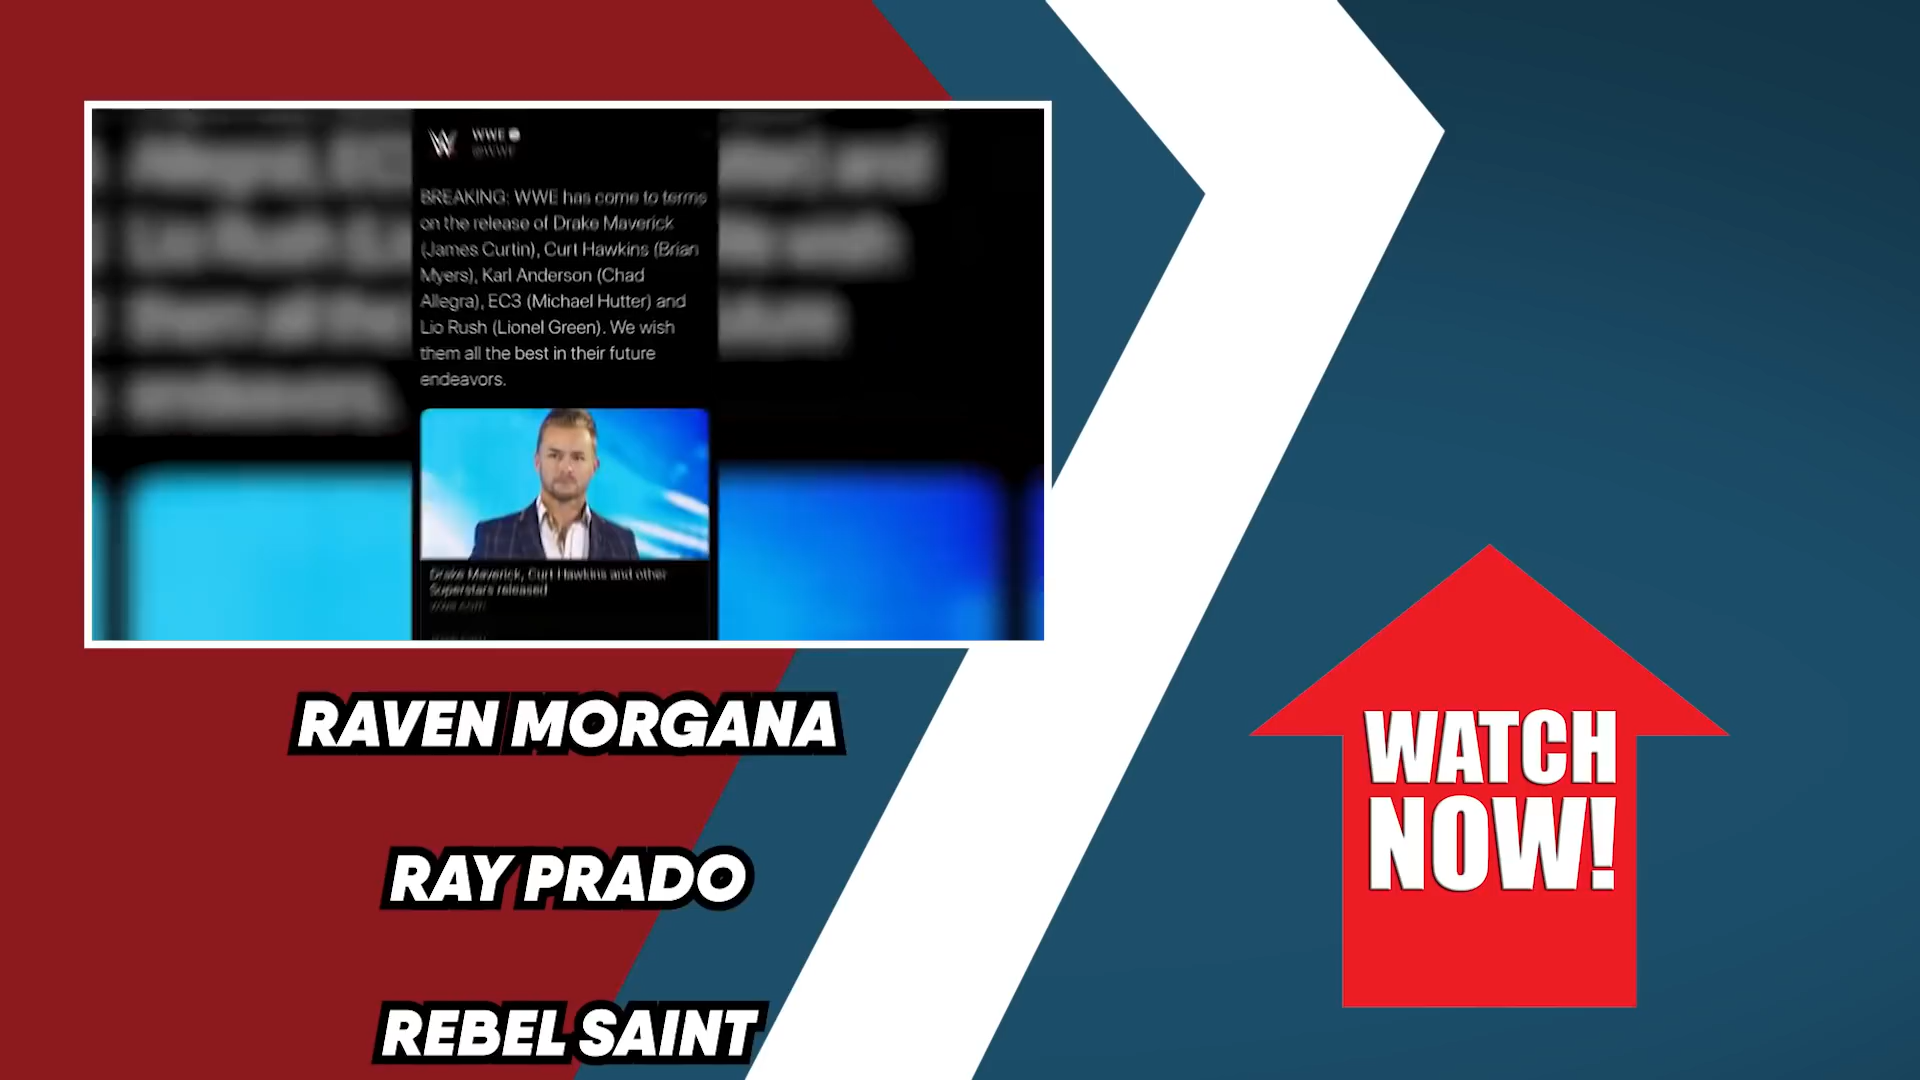 WWE
@WWE
BREAKING: WWE has come to terms
on the release of Drake Maverick
(James Curtin), Curt Hawkins (Brian
Myers), Karl Anderson (Chad
Allegra), EC3 (Michael Hutter) and
Lio Rush (Lionel Green). We wish
them all the best in their future
endeavors.
Drake Maverick, Curt Hawkins and other
Superstars released
wwe.com
RAVEN MORGANA
RAY PRADO
REBEL SAINT
WATCH
NOW!